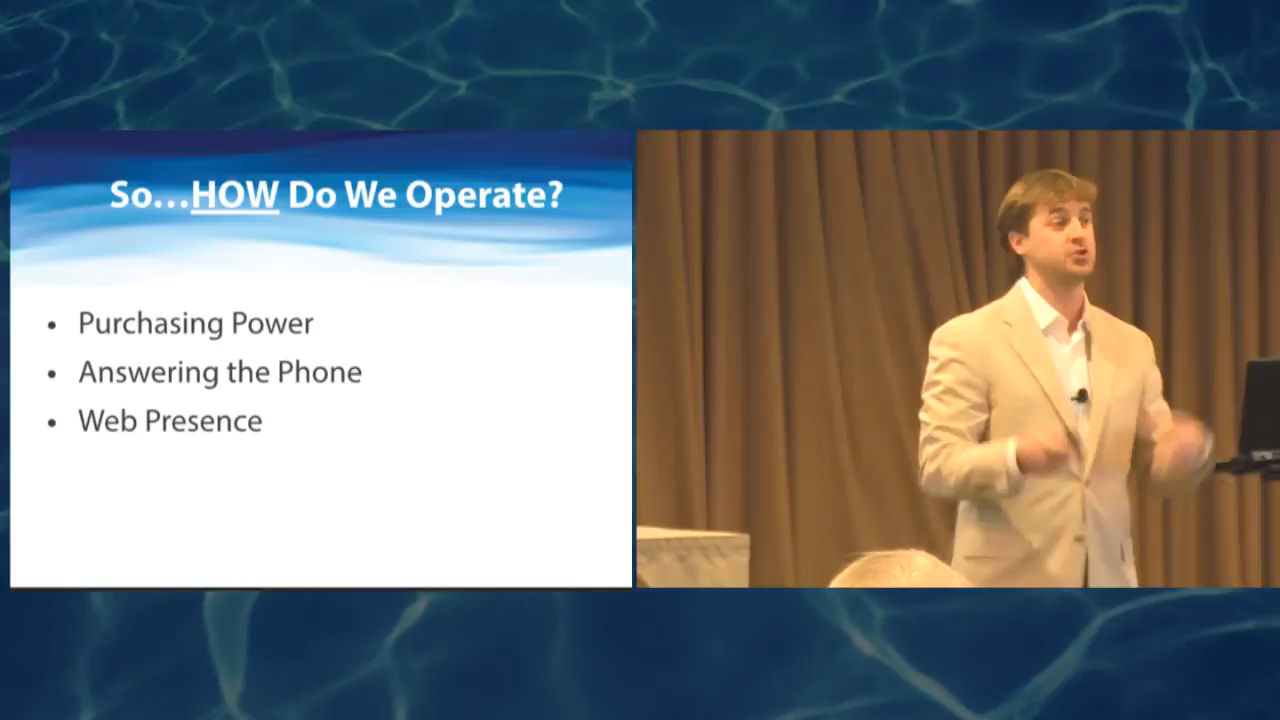 So...HOW Do We Operate?
• Purchasing Power
• Answering the Phone
• Web Presence